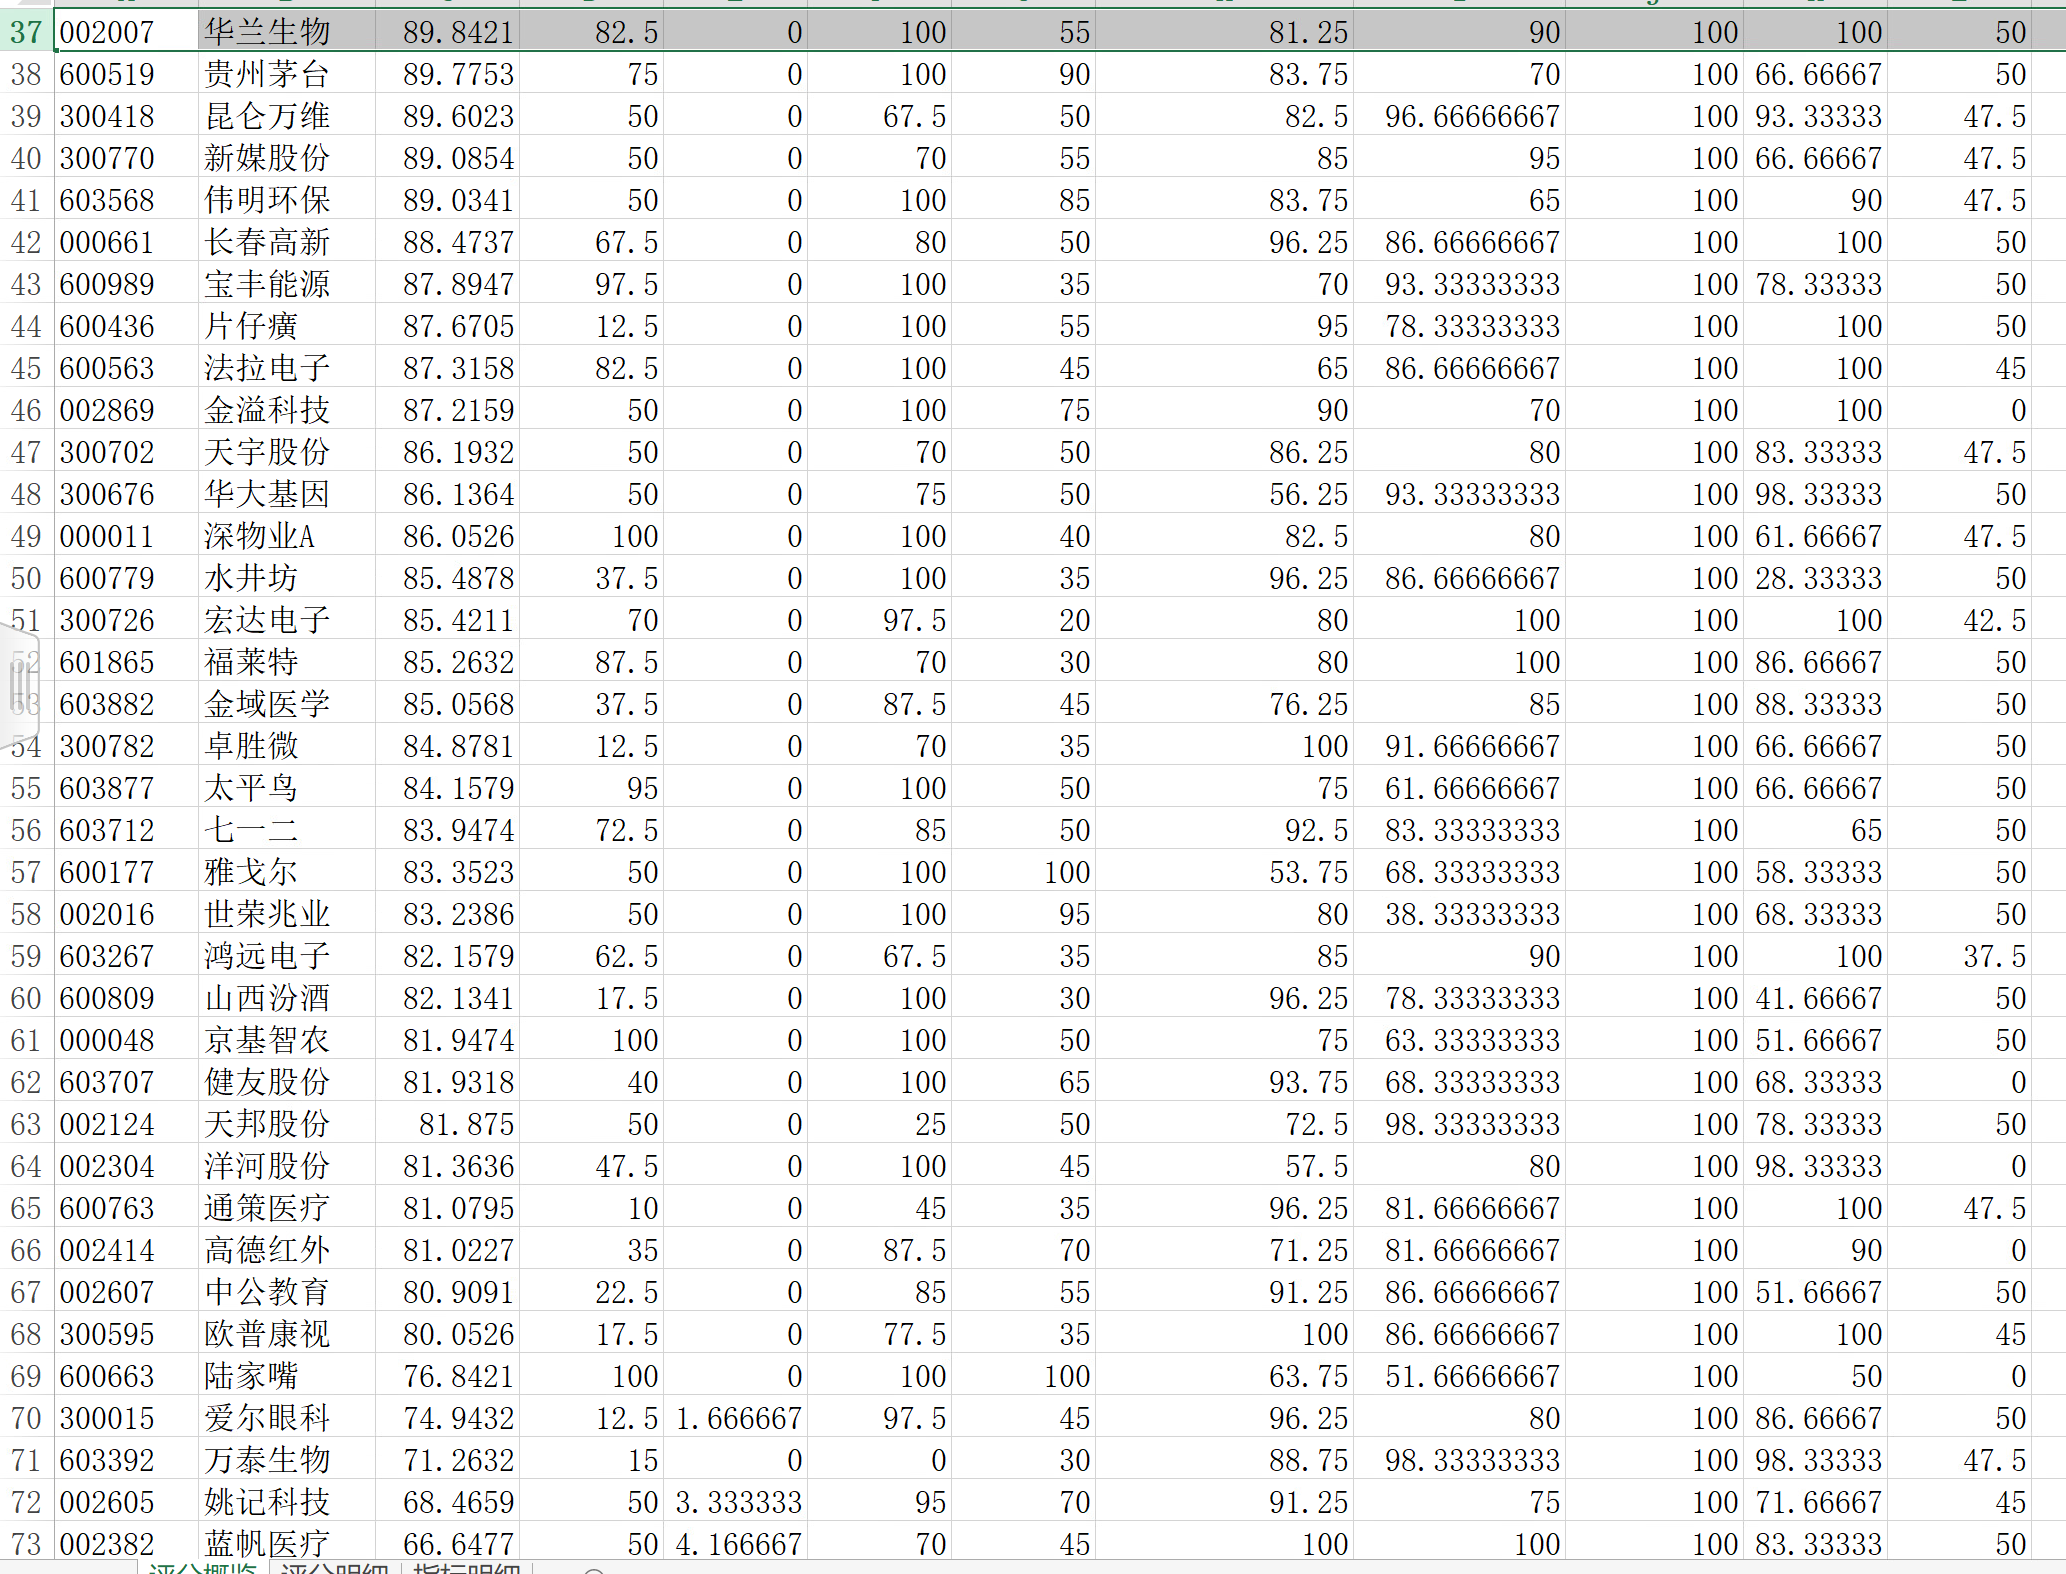 37 002007 华兰生物 89.8421 82.5 0 100 55 81.25 90 100 100 50
38 600519 贵州茅台 89.7753 75 0 100 90 83.75 70 100 66.66667 50
39 300418 昆仑万维 89.6023 50 0 67.5 50 82.5 96.66666667 100 93.33333 47.5
40 300770 新媒股份 89.0854 50 0 70 55 85 95 100 66.66667 47.5
41 603568 伟明环保 89.0341 50 0 100 85 83.75 65 100 90 47.5
42 000661 长春高新 88.4737 67.5 0 80 50 96.25 86.66666667 100 100 50
43 600989 宝丰能源 87.8947 97.5 0 100 35 70 93.33333333 100 78.33333 50
44 600436 片仔癀 87.6705 12.5 0 100 55 95 78.33333333 100 100 50
45 600563 法拉电子 87.3158 82.5 0 100 45 65 86.66666667 100 100 45
46 002869 金溢科技 87.2159 50 0 100 75 90 70 100 100 0
47 300702 天宇股份 86.1932 50 0 70 50 86.25 80 100 83.33333 47.5
48 300676 华大基因 86.1364 50 0 75 50 56.25 93.33333333 100 98.33333 50
49 000011 深物业A 86.0526 100 0 100 40 82.5 80 100 61.66667 47.5
50 600779 水井坊 85.4878 37.5 0 100 35 96.25 86.66666667 100 28.33333 50
51 300726 宏达电子 85.4211 70 0 97.5 20 80 100 100 100 42.5
52 601865 福莱特 85.2632 87.5 0 70 30 80 100 100 86.66667 50
53 603882 金域医学 85.0568 37.5 0 87.5 45 76.25 85 100 88.33333 50
54 300782 卓胜微 84.8781 12.5 0 70 35 100 91.66666667 100 66.66667 50
55 603877 太平鸟 84.1579 95 0 100 50 75 61.66666667 100 66.66667 50
56 603712 七一二 83.9474 72.5 0 85 50 92.5 83.33333333 100 65 50
57 600177 雅戈尔 83.3523 50 0 100 100 53.75 68.33333333 100 58.33333 50
58 002016 世荣兆业 83.2386 50 0 100 95 80 38.33333333 100 68.33333 50
59 603267 鸿远电子 82.1579 62.5 0 67.5 35 85 90 100 100 37.5
60 600809 山西汾酒 82.1341 17.5 0 100 30 96.25 78.33333333 100 41.66667 50
61 000048 京基智农 81.9474 100 0 100 50 75 63.33333333 100 51.66667 50
62 603707 健友股份 81.9318 40 0 100 65 93.75 68.33333333 100 68.33333 0
63 002124 天邦股份 81.875 50 0 25 50 72.5 98.33333333 100 78.33333 50
64 002304 洋河股份 81.3636 47.5 0 100 45 57.5 80 100 98.33333 0
65 600763 通策医疗 81.0795 10 0 45 35 96.25 81.66666667 100 100 47.5
66 002414 高德红外 81.0227 35 0 87.5 70 71.25 81.66666667 100 90 0
67 002607 中公教育 80.9091 22.5 0 85 55 91.25 86.66666667 100 51.66667 50
68 300595 欧普康视 80.0526 17.5 0 77.5 35 100 86.66666667 100 100 45
69 600663 陆家嘴 76.8421 100 0 100 100 63.75 51.66666667 100 50 0
70 300015 爱尔眼科 74.9432 12.5 1.666667 97.5 45 96.25 80 100 86.66667 50
71 603392 万泰生物 71.2632 15 0 0 30 88.75 98.33333333 100 98.33333 47.5
72 002605 姚记科技 68.4659 50 3.333333 95 70 91.25 75 100 71.66667 45
73 002382 蓝帆医疗 66.6477 50 4.166667 70 45 100 100 100 83.33333 50
评分概览 评分明细 指标明细